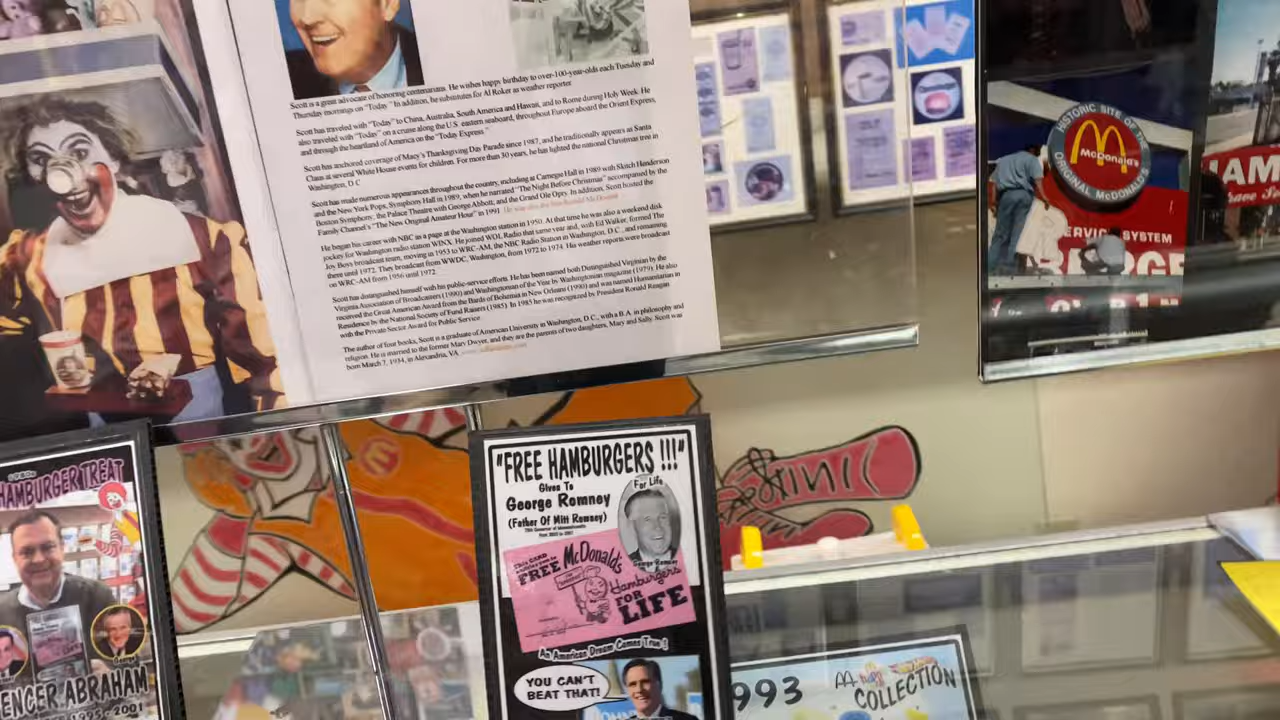 Scott is a great advocate of honoring centenarians. He wishes happy birthday to over-100-year-olds each Tuesday and
Thursday mornings on "Today." In addition, he substitutes for Al Roker as weather reporter.
Scott has traveled with "Today" to China, Australia, South America and Hawaii, and to Rome during Holy Week. He
also traveled with "Today" on a cruise along the U.S. eastern seaboard, throughout Europe aboard the Orient Express,
and through the heartland of America on the "Today Express."
Scott has anchored coverage of Macy's Thanksgiving Day Parade since 1987, and he traditionally appears as Santa
Claus at several White House events for children. For more than 30 years, he has lighted the national Christmas tree in
Washington, D.C
Scott has made numerous appearances throughout the country, including at Carnegie Hall in 1989 with Skitch Henderson
and the New York Pops, Symphony Hall in 1989, when he narrated "The Night Before Christmas" accompanied by the
Boston Symphony; the Palace Theatre with George Abbott; and the Grand Ole Opry. In addition, Scott hosted the
Family Channel's "The New Original Amateur Hour" in 1991. He was also the first Ronald McDonald
He began his career with NBC as a page at the Washington station in 1950. At that time he was also a weekend disk
jockey for Washington radio station WINX. He joined WOL Radio that same year and, with Ed Walker, formed The
Joy Boys broadcast team, moving in 1953 to WRC-AM, the NBC Radio Station in Washington, D.C., and remaining
there until 1972. They broadcast from WWDC, Washington, from 1972 to 1974. His weather reports were broadcast
on WRC-AM from 1956 until 1972.
Scott has distinguished himself with his public-service efforts. He has been named both Distinguished Virginian by the
Virginia Association of Broadcasters (1990) and Washingtonian of the Year by Washingtonian magazine (1979). He also
received the Great American Award from the Bards of Bohemia in New Orleans (1990) and was named Humanitarian in
Residence by the National Society of Fund Raisers (1985). In 1985 he was recognized by President Ronald Reagan
with the Private Sector Award for Public Service
The author of four books, Scott is a graduate of American University in Washington, D.C., with a B.A. in philosophy and
religion. He is married to the former Mary Dwyer, and they are the parents of two daughters, Mary and Sally. Scott was
born March 7, 1934, in Alexandria, VA.
HISTORIC SITE OF THE
McDonald's
ORIGINAL McDONALD'S
SERVICE SYSTEM
HAMBURGER TREAT
SPENCER ABRAHAM
1995 - 2001
"FREE HAMBURGERS !!!"
Given To
For Life
George Romney
(Father Of Mitt Romney)
George Romney
THIS CARD
FREE McDonald's
Hamburgers
FOR
LIFE
An American Dream Comes True !
YOU CAN'T
BEAT THAT!
993
COLLECTION